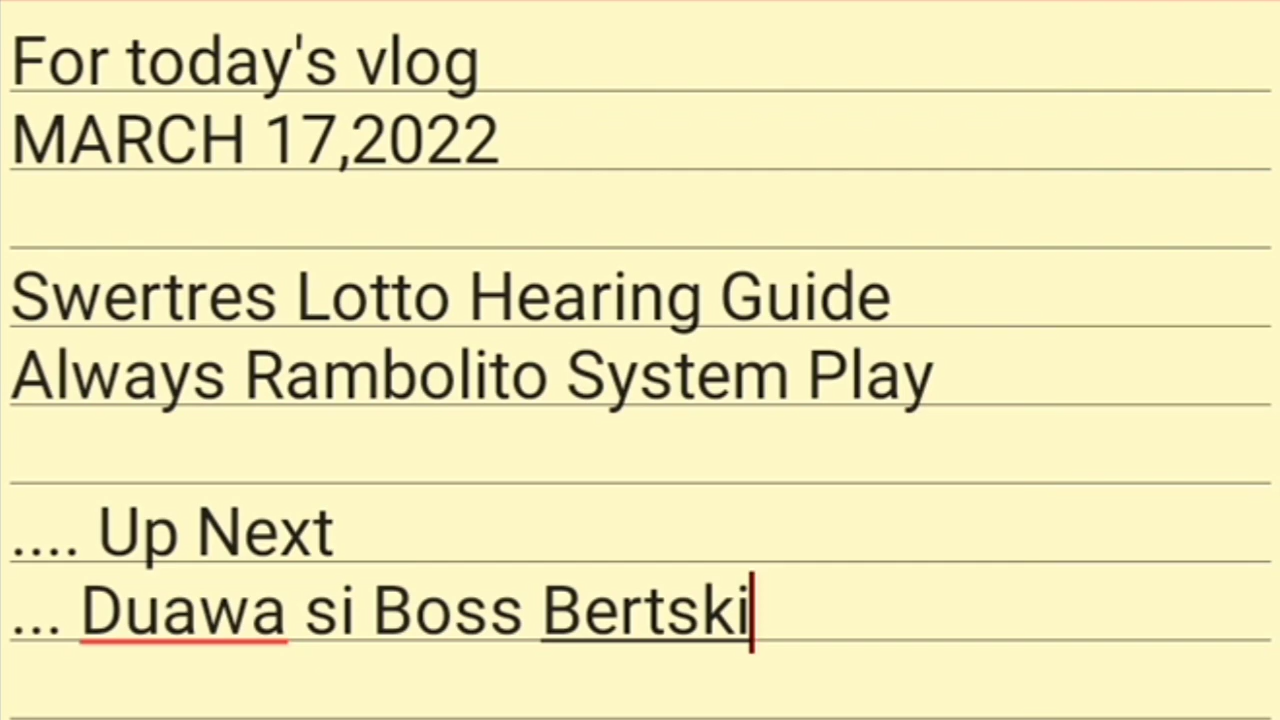 For today's vlog
MARCH 17,2022
Swertres Lotto Hearing Guide
Always Rambolito System Play
.... Up Next
... Duawa si Boss Bertski